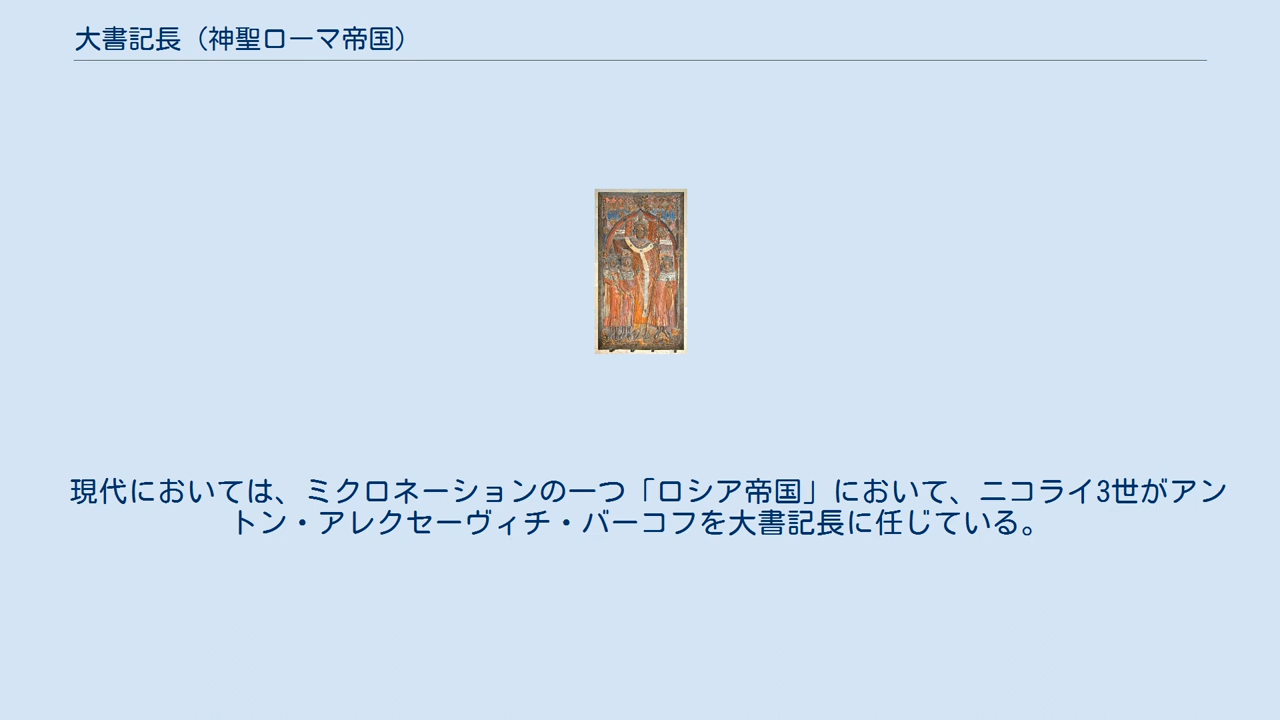 大書記長（神聖ローマ帝国）
現代においては、ミクロネーションの一つ「ロシア帝国」において、ニコライ3世がアン
トン・アレクセーヴィチ・バーコフを大書記長に任じている。